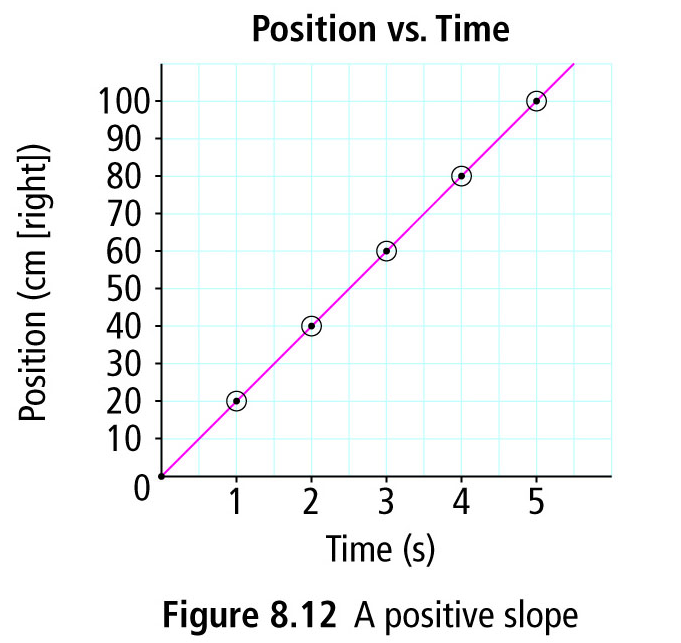 Position vs. Time
Position (cm [right])
100
90
80
70
60
50
40
30
20
10
0
1 2 3 4 5
Time (s)
Figure 8.12 A positive slope